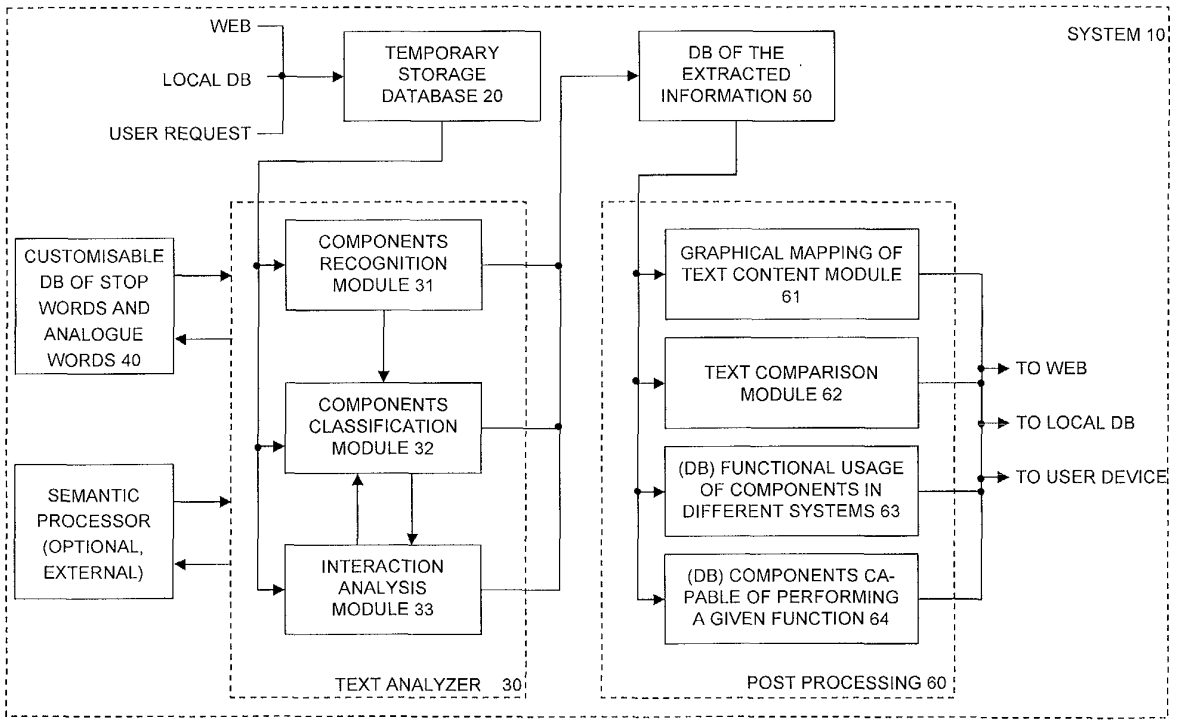 WEB
LOCAL DB
USER REQUEST
TEMPORARY
STORAGE
DATABASE 20
DB OF THE
EXTRACTED
INFORMATION 50
SYSTEM 10
CUSTOMISABLE
DB OF STOP
WORDS AND
ANALOGUE
WORDS 40
SEMANTIC
PROCESSOR
(OPTIONAL,
EXTERNAL)
COMPONENTS
RECOGNITION
MODULE 31
COMPONENTS
CLASSIFICATION
MODULE 32
INTERACTION
ANALYSIS
MODULE 33
TEXT ANALYZER 30
GRAPHICAL MAPPING OF
TEXT CONTENT MODULE
61
TEXT COMPARISON
MODULE 62
(DB) FUNCTIONAL USAGE
OF COMPONENTS IN
DIFFERENT SYSTEMS 63
(DB) COMPONENTS CA-
PABLE OF PERFORMING
A GIVEN FUNCTION 64
POST PROCESSING 60
TO WEB
TO LOCAL DB
TO USER DEVICE